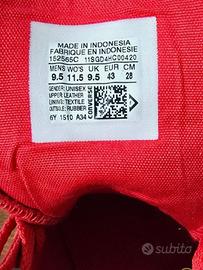 MADE IN INDONESIA
FABRIQUE EN INDONESIE
152565C 11SGD4HC00420
MENS WO'S UK EUR CM
9.5 11.5 9.5 43 28
GENDER: UNISEX
UPPER: LEATHER
LINING: TEXTILE
OUTSOLE: RUBBER
6Y 1510 A34
CONVERSE
subito